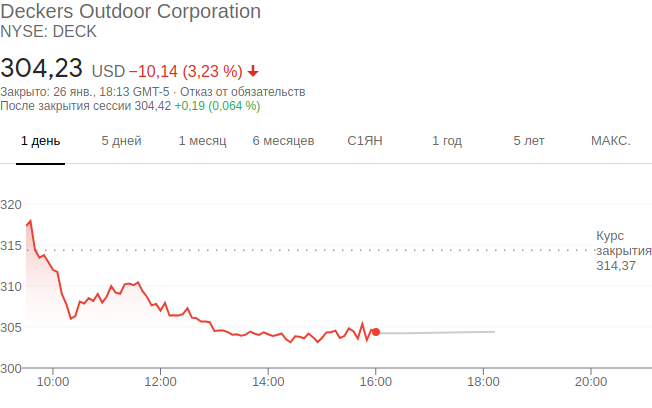 Deckers Outdoor Corporation
NYSE: DECK
304,23 USD −10,14 (3,23 %)
Закрыто: 26 янв., 18:13 GMT-5 · Отказ от обязательств
После закрытия сессии 304,42 +0,19 (0,064 %)
1 день 5 дней 1 месяц 6 месяцев С1ЯН 1 год 5 лет МАКС.
320
Курс
315 закрытия
314,37
310
305
300
10:00 12:00 14:00 16:00 18:00 20:00